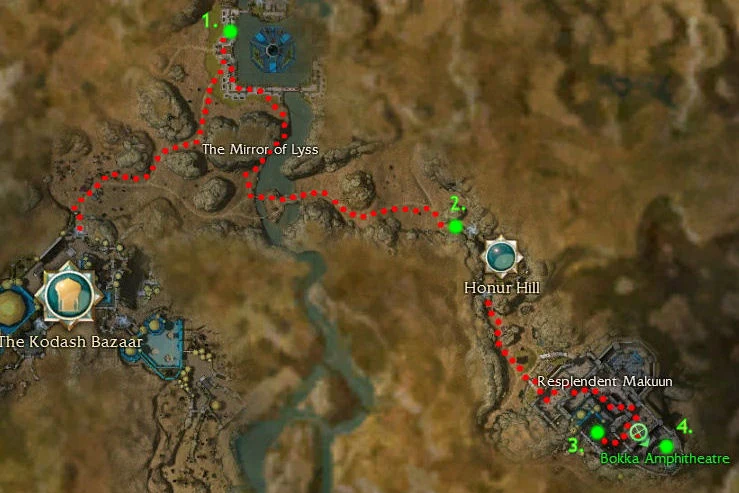 1.
The Mirror of Lyss
2.
Honur Hill
The Kodash Bazaar
Resplendent Makuun
3.
4.
Bokka Amphitheatre